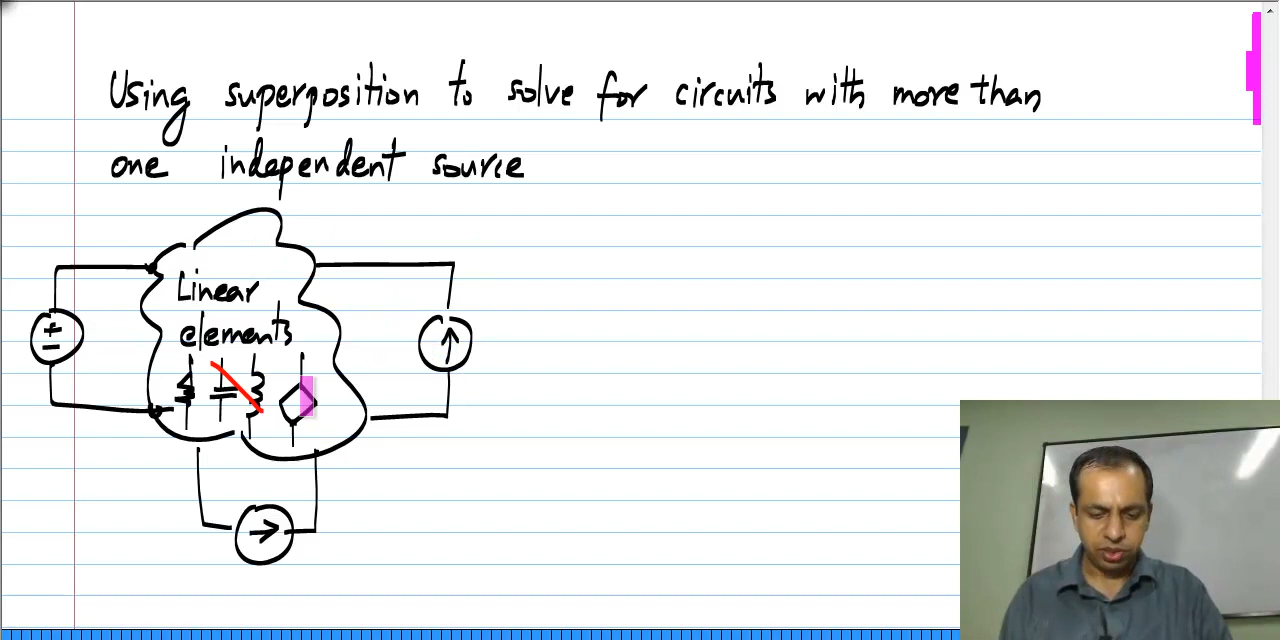 Using superposition to solve for circuits with more than
one independent source
Linear
elements